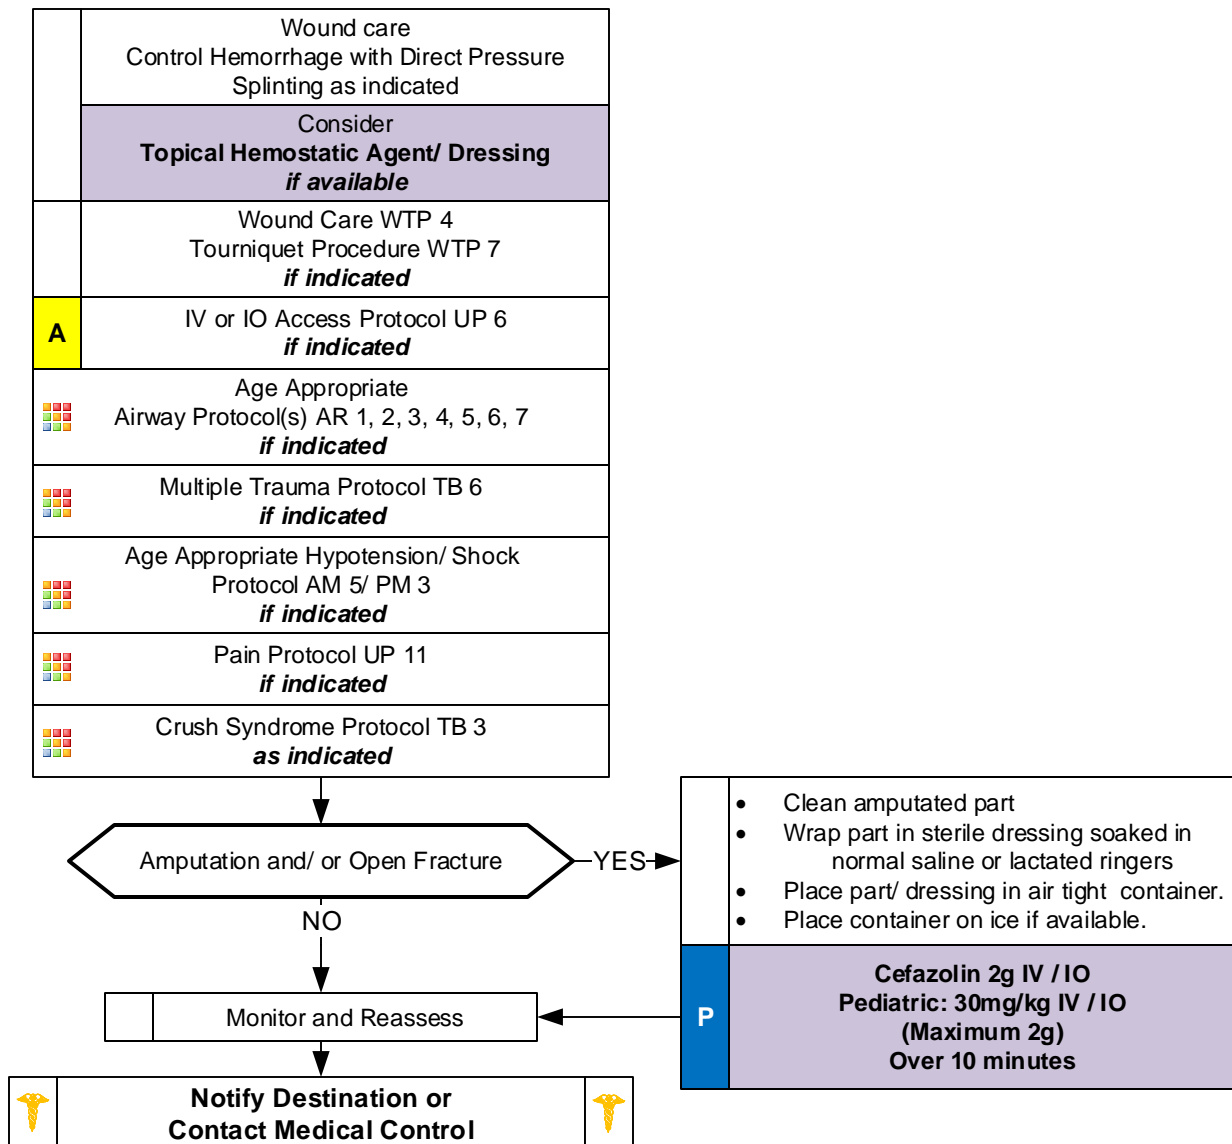 Wound care
Control Hemorrhage with Direct Pressure
Splinting as indicated
Consider
Topical Hemostatic Agent/ Dressing
if available
Wound Care WTP 4
Tourniquet Procedure WTP 7
if indicated
A
IV or IO Access Protocol UP 6
if indicated
Age Appropriate
Airway Protocol(s) AR 1, 2, 3, 4, 5, 6, 7
if indicated
Multiple Trauma Protocol TB 6
if indicated
Age Appropriate Hypotension/ Shock
Protocol AM 5/ PM 3
if indicated
Pain Protocol UP 11
if indicated
Crush Syndrome Protocol TB 3
as indicated
Amputation and/ or Open Fracture
YES
• Clean amputated part
• Wrap part in sterile dressing soaked in
normal saline or lactated ringers
• Place part/ dressing in air tight container.
• Place container on ice if available.
P
Cefazolin 2g IV / IO
Pediatric: 30mg/kg IV / IO
(Maximum 2g)
Over 10 minutes
NO
Monitor and Reassess
Notify Destination or
Contact Medical Control